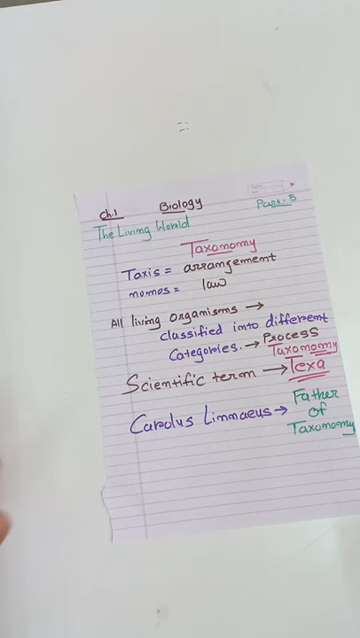 Ch.1 Biology Part-B
The Living World
Taxonomy
Taxis = arrangement
nomos = law
All living organisms →
classified into different
Categories. → Process
Taxonomy
Scientific term → Texa
Carolus Linnaeus → Father
of
Taxonomy